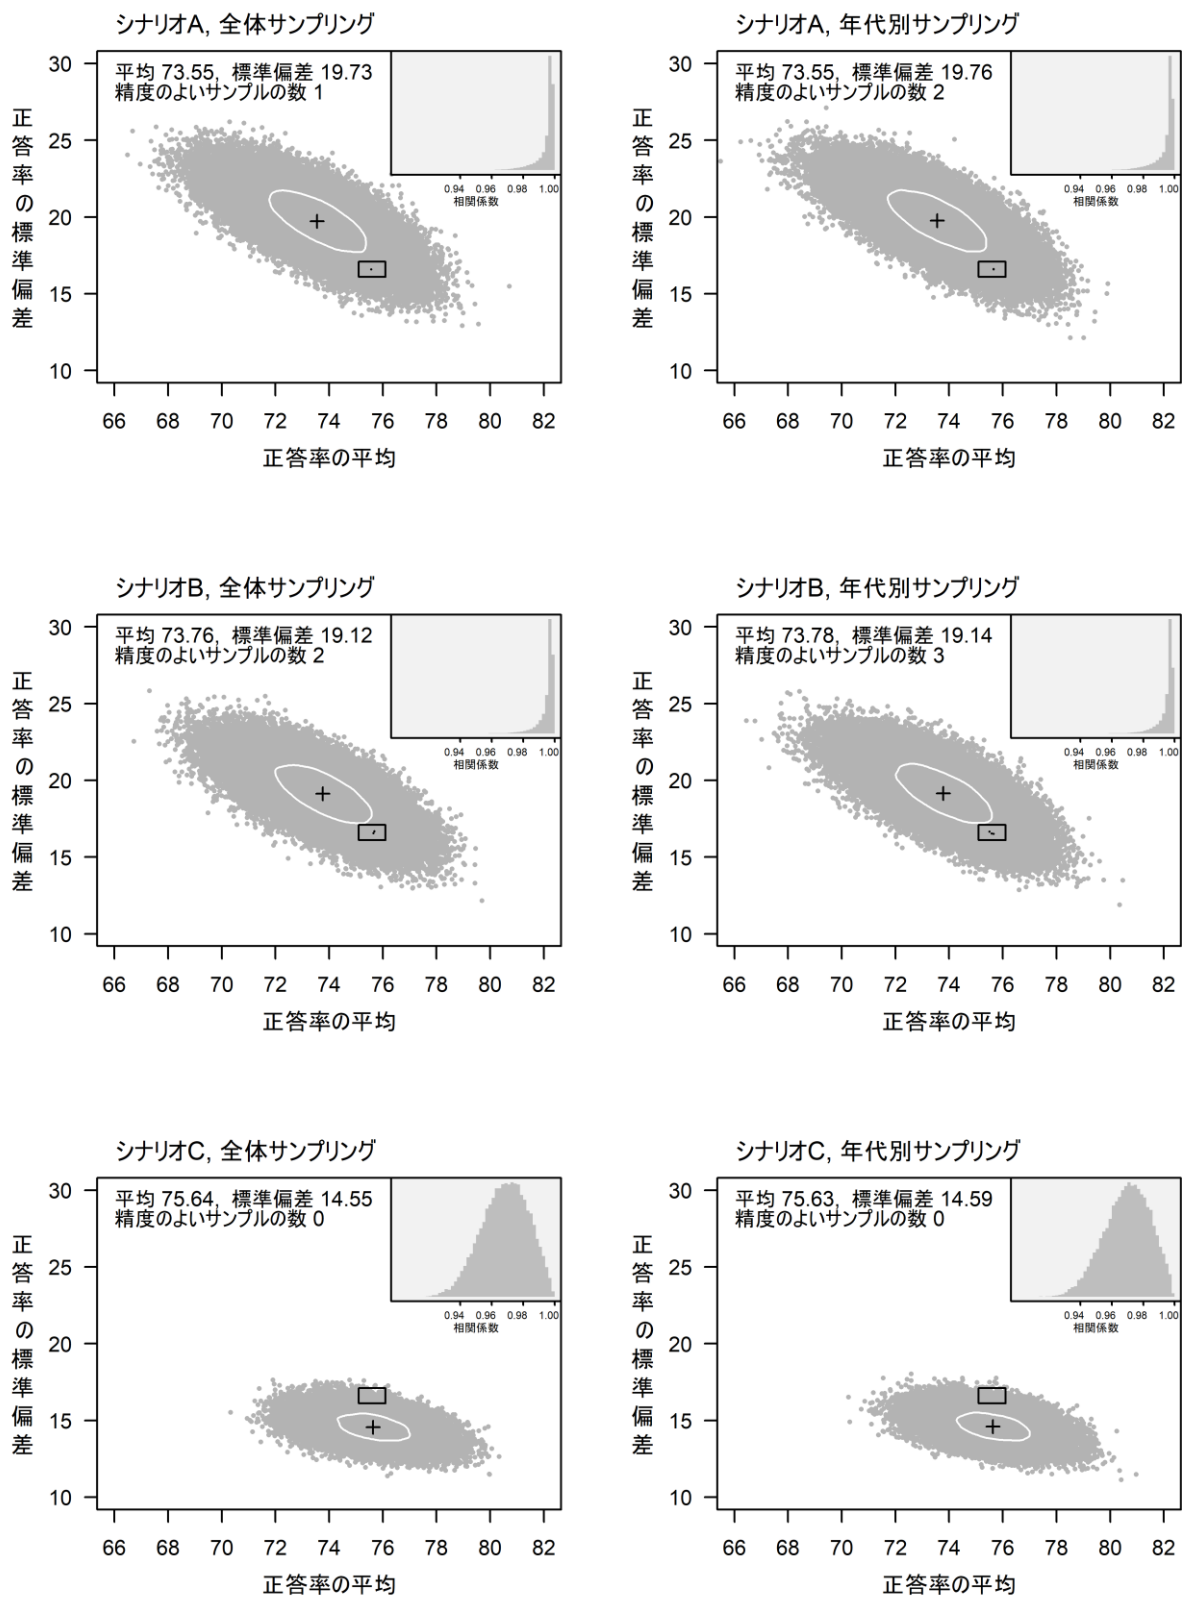 シナリオA, 全体サンプリング
平均 73.55, 標準偏差 19.73
精度のよいサンプルの数 1
0.94 0.96 0.98 1.00
相関係数
30
25
20
15
10
正答率の標準偏差
66 68 70 72 74 76 78 80 82
正答率の平均
シナリオA, 年代別サンプリング
平均 73.55, 標準偏差 19.76
精度のよいサンプルの数 2
0.94 0.96 0.98 1.00
相関係数
30
25
20
15
10
正答率の標準偏差
66 68 70 72 74 76 78 80 82
正答率の平均
シナリオB, 全体サンプリング
平均 73.76, 標準偏差 19.12
精度のよいサンプルの数 2
0.94 0.96 0.98 1.00
相関係数
30
25
20
15
10
正答率の標準偏差
66 68 70 72 74 76 78 80 82
正答率の平均
シナリオB, 年代別サンプリング
平均 73.78, 標準偏差 19.14
精度のよいサンプルの数 3
0.94 0.96 0.98 1.00
相関係数
30
25
20
15
10
正答率の標準偏差
66 68 70 72 74 76 78 80 82
正答率の平均
シナリオC, 全体サンプリング
平均 75.64, 標準偏差 14.55
精度のよいサンプルの数 0
0.94 0.96 0.98 1.00
相関係数
30
25
20
15
10
正答率の標準偏差
66 68 70 72 74 76 78 80 82
正答率の平均
シナリオC, 年代別サンプリング
平均 75.63, 標準偏差 14.59
精度のよいサンプルの数 0
0.94 0.96 0.98 1.00
相関係数
30
25
20
15
10
正答率の標準偏差
66 68 70 72 74 76 78 80 82
正答率の平均